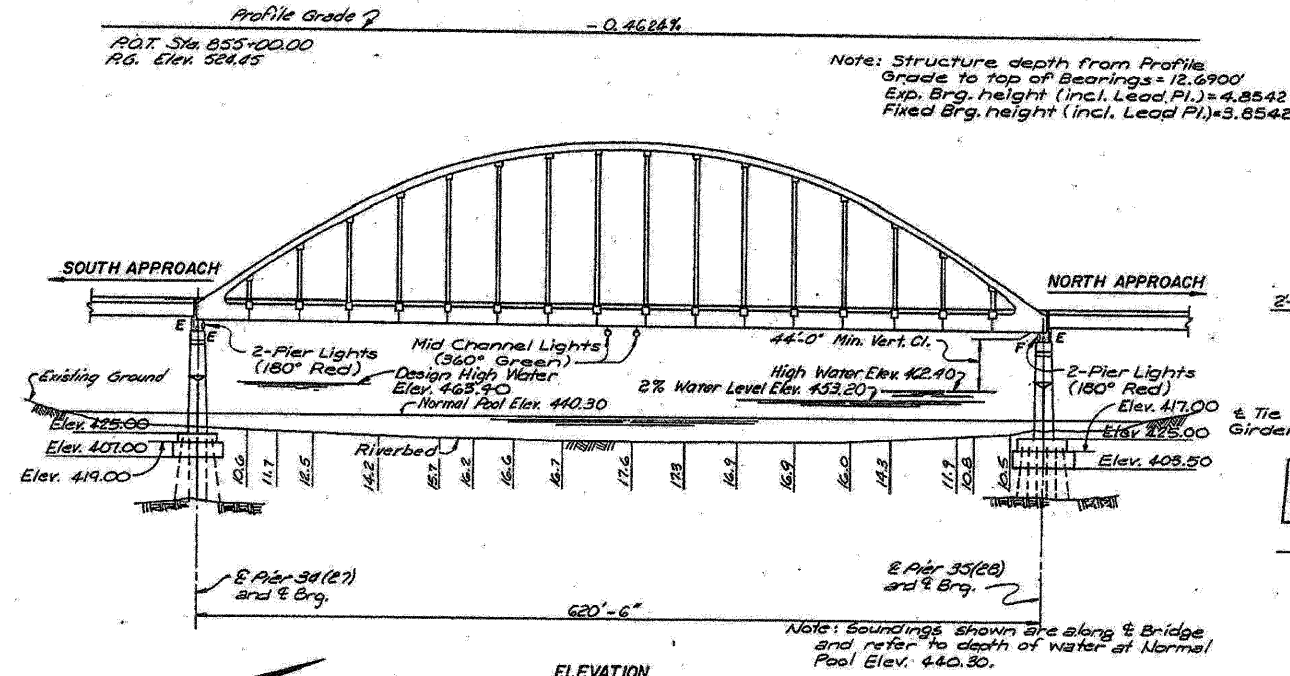 Profile Grade
- 0.4624%
P.O.T. Sta. 855+00.00
P.G. Elev. 524.45
Note: Structure depth from Profile
Grade to top of Bearings = 12.6900'
Exp. Brg. height (incl. Lead Pl.)=4.8542
Fixed Brg. height (incl. Lead Pl.)=3.8542
SOUTH APPROACH
NORTH APPROACH
E
E
F
E
2-Pier Lights
(180° Red)
Mid Channel Lights
(360° Green)
44'-0" Min. Vert. Cl.
2-Pier Lights
(180° Red)
Existing Ground
Design High Water
Elev. 463.40
High Water Elev. 462.40
2% Water Level Elev. 453.20
Normal Pool Elev. 440.30
Elev. 417.00
℄ Tie
Girder
Elev. 425.00
Elev. 425.00
Elev. 407.00
Riverbed
Elev. 403.50
Elev. 419.00
10.6
11.7
12.5
14.2
15.7
16.2
16.6
16.7
17.6
17.3
16.9
16.9
16.0
14.3
11.9
10.8
10.5
℄ Pier 34(27)
and ℄ Brg.
℄ Pier 35(28)
and ℄ Brg.
620'-6"
Note: Soundings shown are along ℄ Bridge
and refer to depth of water at Normal
Pool Elev. 440.30.
ELEVATION